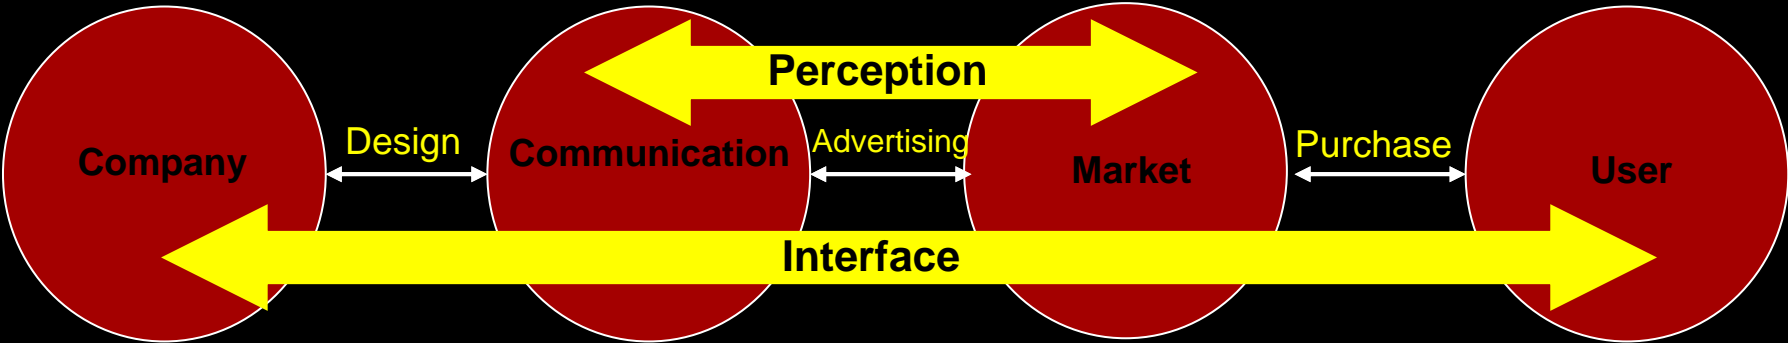 Perception
Company
Design
Communication
Advertising
Market
Purchase
User
Interface